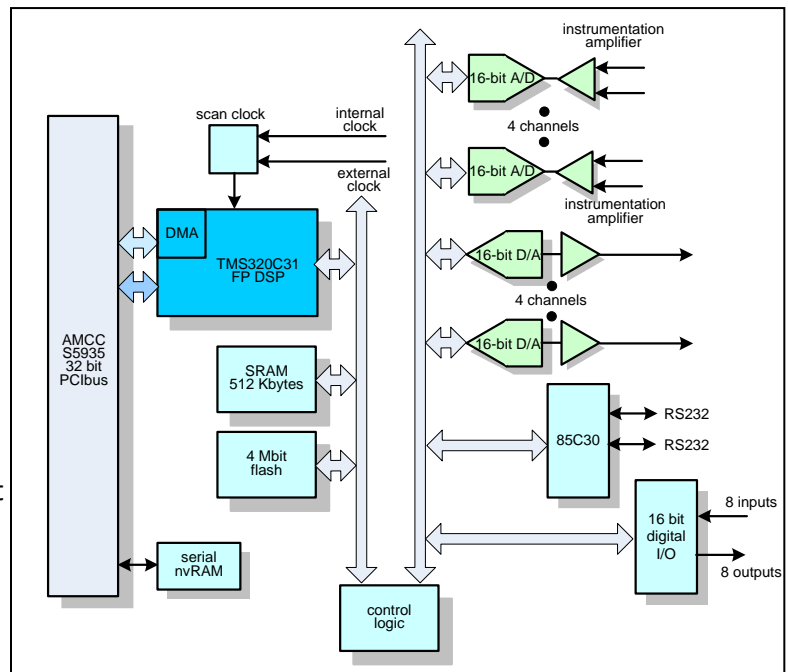 instrumentation
amplifier
16-bit A/D
4 channels
16-bit A/D
instrumentation
amplifier
scan clock
internal
clock
external
clock
DMA
TMS320C31
FP DSP
AMCC
S5935
32 bit
PCIbus
16-bit D/A
4 channels
16-bit D/A
SRAM
512 Kbytes
4 Mbit
flash
85C30
RS232
RS232
16 bit
digital
I/O
8 inputs
8 outputs
serial
nvRAM
control
logic